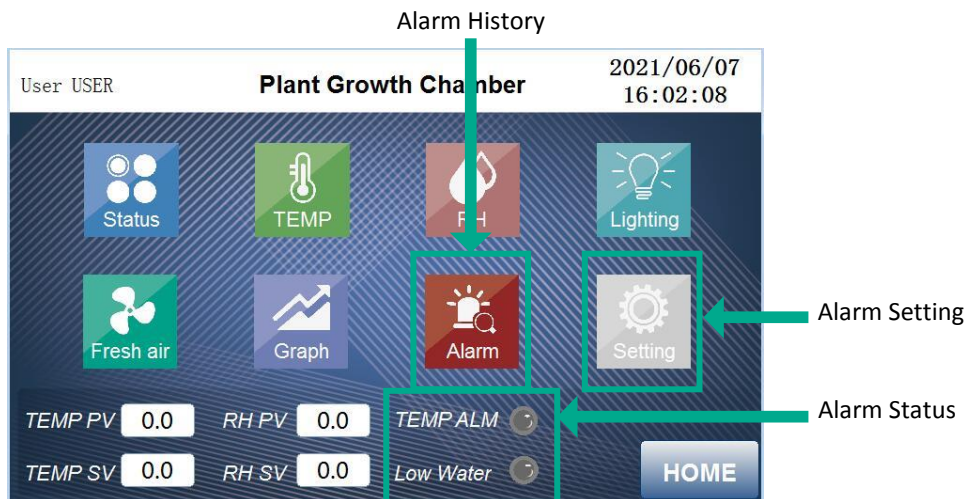 Alarm History
User USER
Plant Growth Chamber
2021/06/07
16:02:08
Status
TEMP
RH
Lighting
Fresh air
Graph
Alarm
Setting
Alarm Setting
TEMP PV 0.0 RH PV 0.0 TEMP ALM
Alarm Status
TEMP SV 0.0 RH SV 0.0 Low Water
HOME